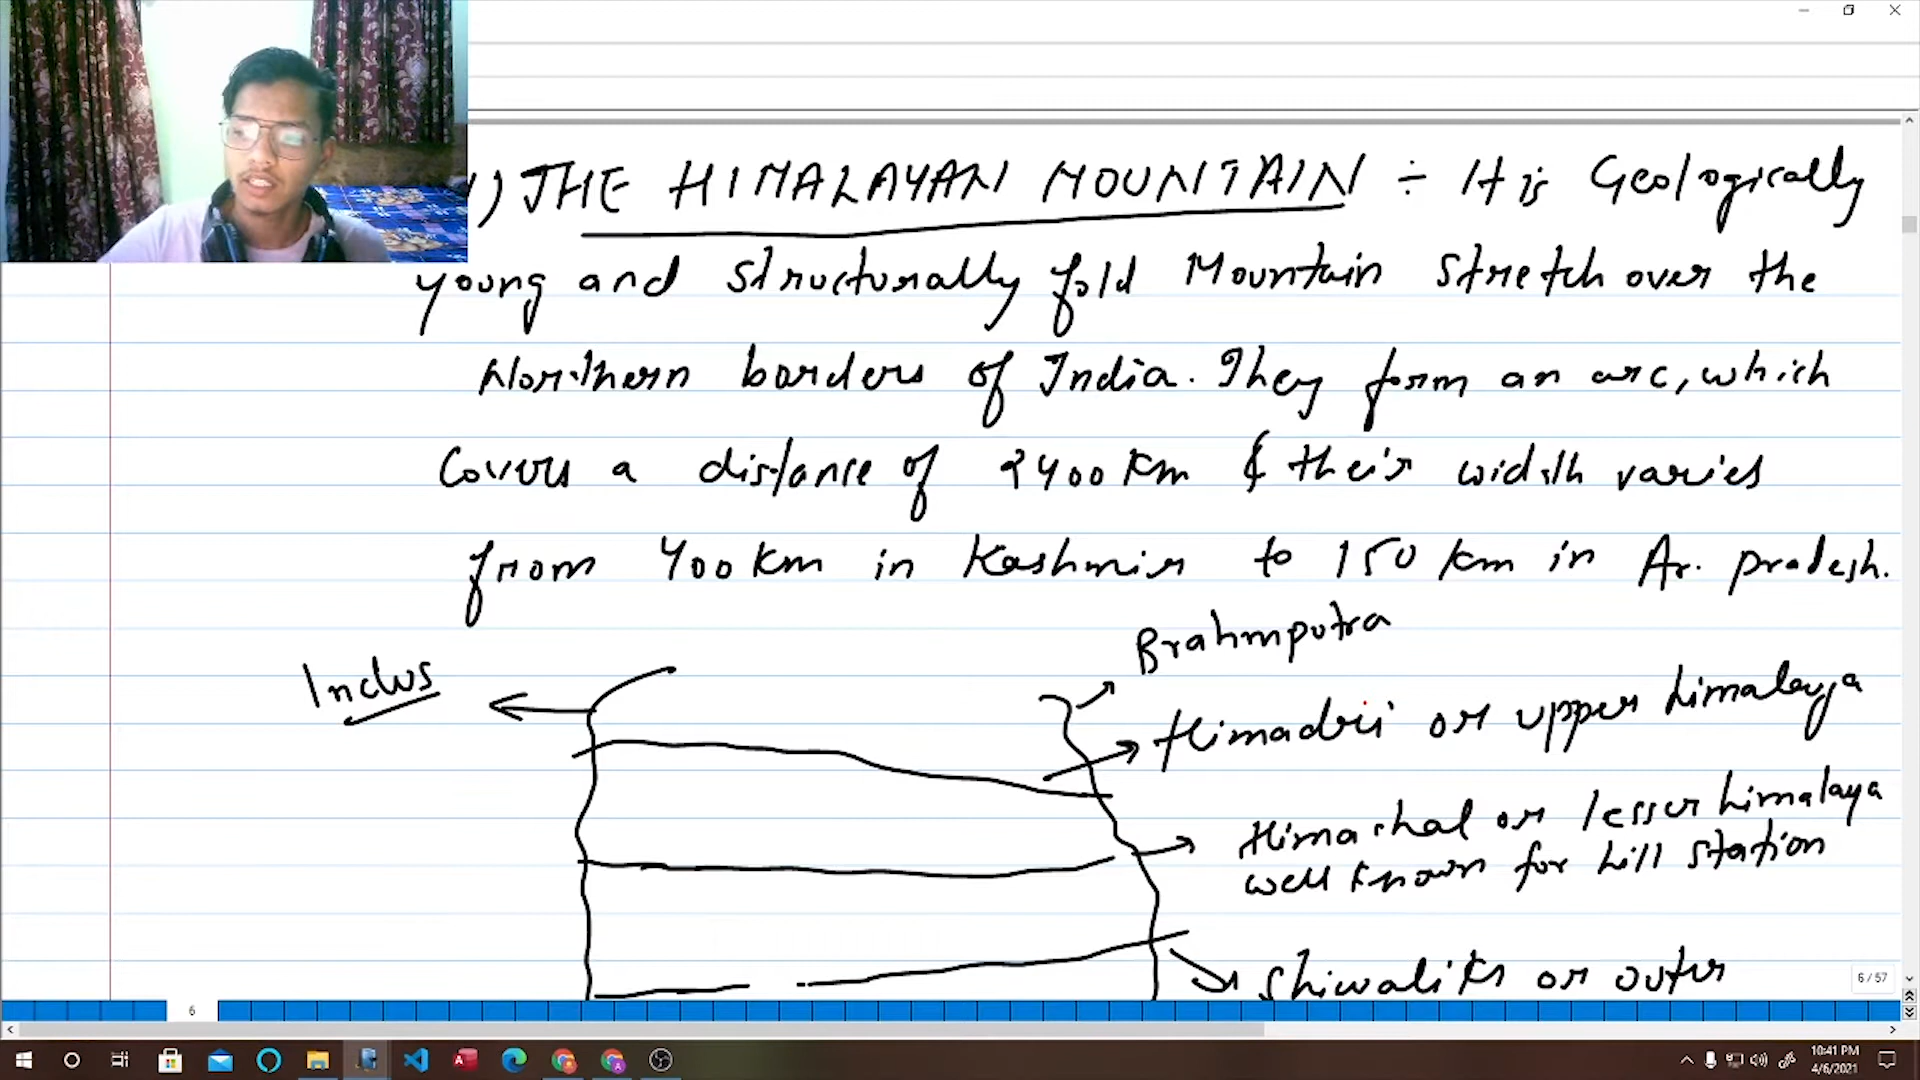 1) THE HIMALAYAN MOUNTAIN ÷ It is Geologically
young and structurally fold Mountain stretch over the
Northern borders of India. They form an arc, which
Covers a distance of 2400 Km & their width varies
from 400 Km in Kashmir to 150 Km in Ar. pradesh.
Brahmputra
Indus
Himadri or upper himalaya
Himachal or lesser himalaya
well known for hill station
Shiwaliks or outer
6 / 57
6
10:41 PM
4/6/2021